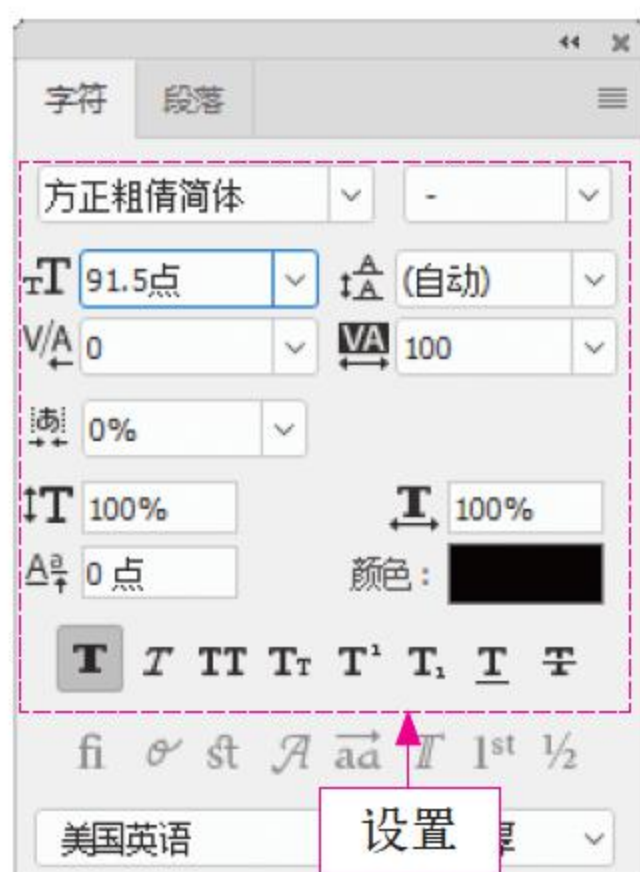 字符 段落
方正粗倩简体 -
91.5点 (自动)
0 100
0%
100% 100%
0 点 颜色：
T T TT Tт T¹ T₁ T T
fi st A aa T 1st ½
设置
美国英语